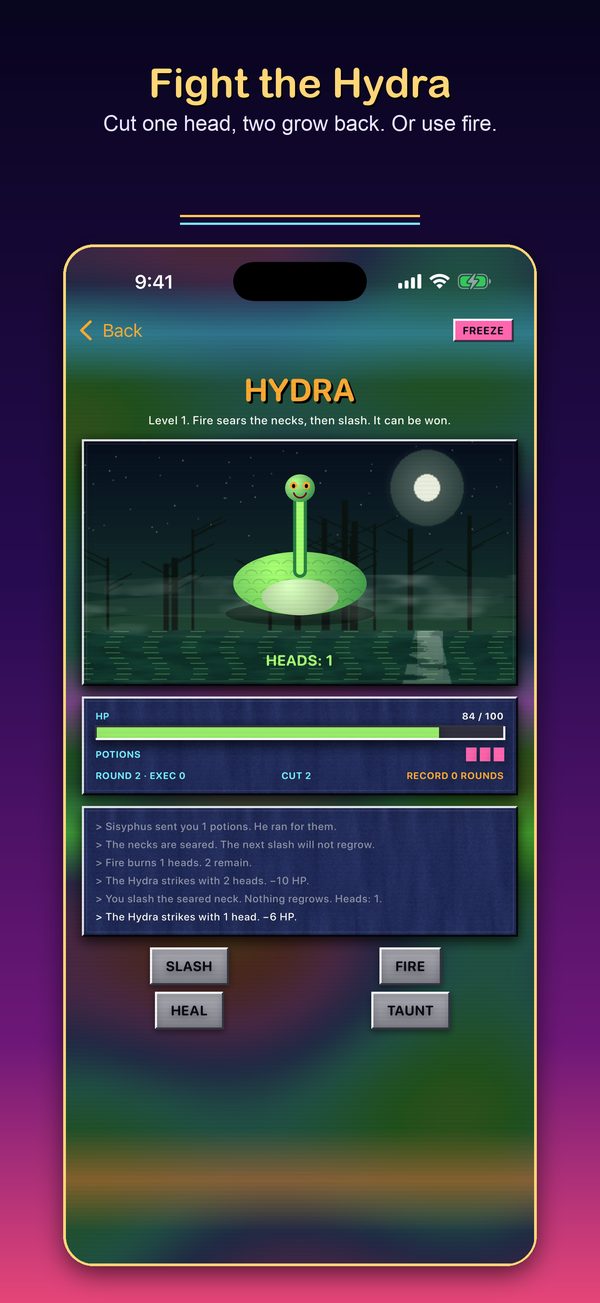 Fight the Hydra
Cut one head, two grow back. Or use fire.
9:41
Back
FREEZE
HYDRA
Level 1. Fire sears the necks, then slash. It can be won.
HEADS: 1
HP 84 / 100
POTIONS
ROUND 2 · EXEC 0 CUT 2 RECORD 0 ROUNDS
> Sisyphus sent you 1 potions. He ran for them.
> The necks are seared. The next slash will not regrow.
> Fire burns 1 heads. 2 remain.
> The Hydra strikes with 2 heads. −10 HP.
> You slash the seared neck. Nothing regrows. Heads: 1.
> The Hydra strikes with 1 head. −6 HP.
SLASH FIRE
HEAL TAUNT